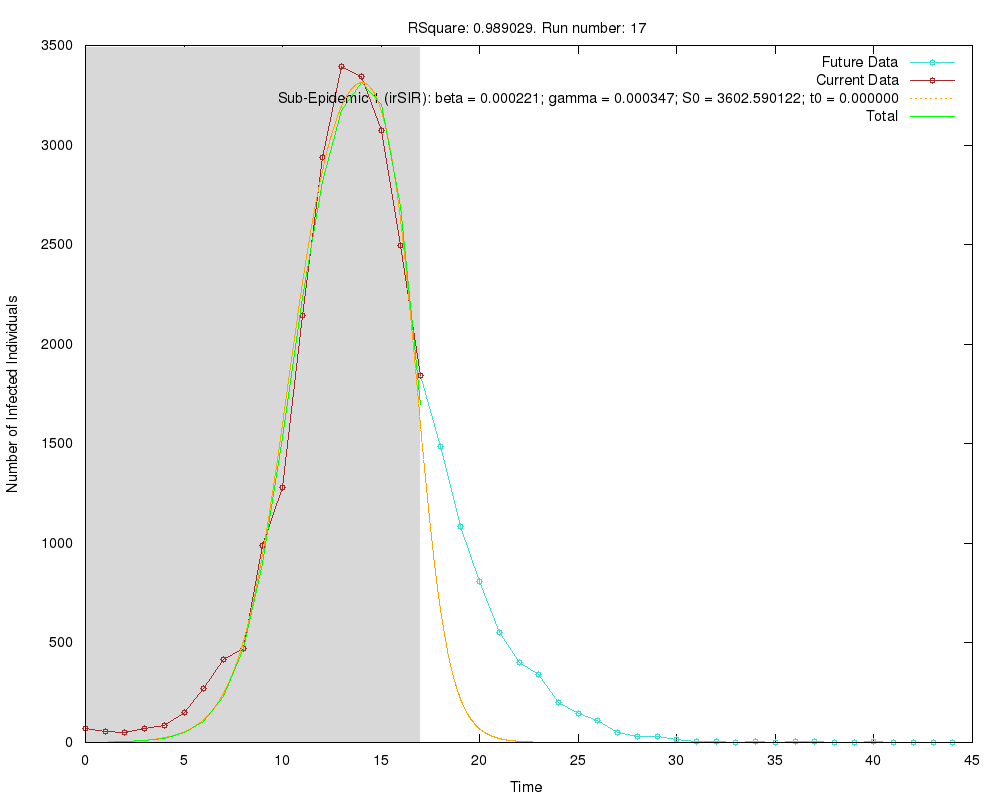 RSquare: 0.989029. Run number: 17
Future Data
Current Data
Sub-Epidemic 1 (irSIR): beta = 0.000221; gamma = 0.000347; S0 = 3602.590122; t0 = 0.000000
Total
3500
3000
2500
2000
1500
1000
500
0
Number of Infected Individuals
0 5 10 15 20 25 30 35 40 45
Time